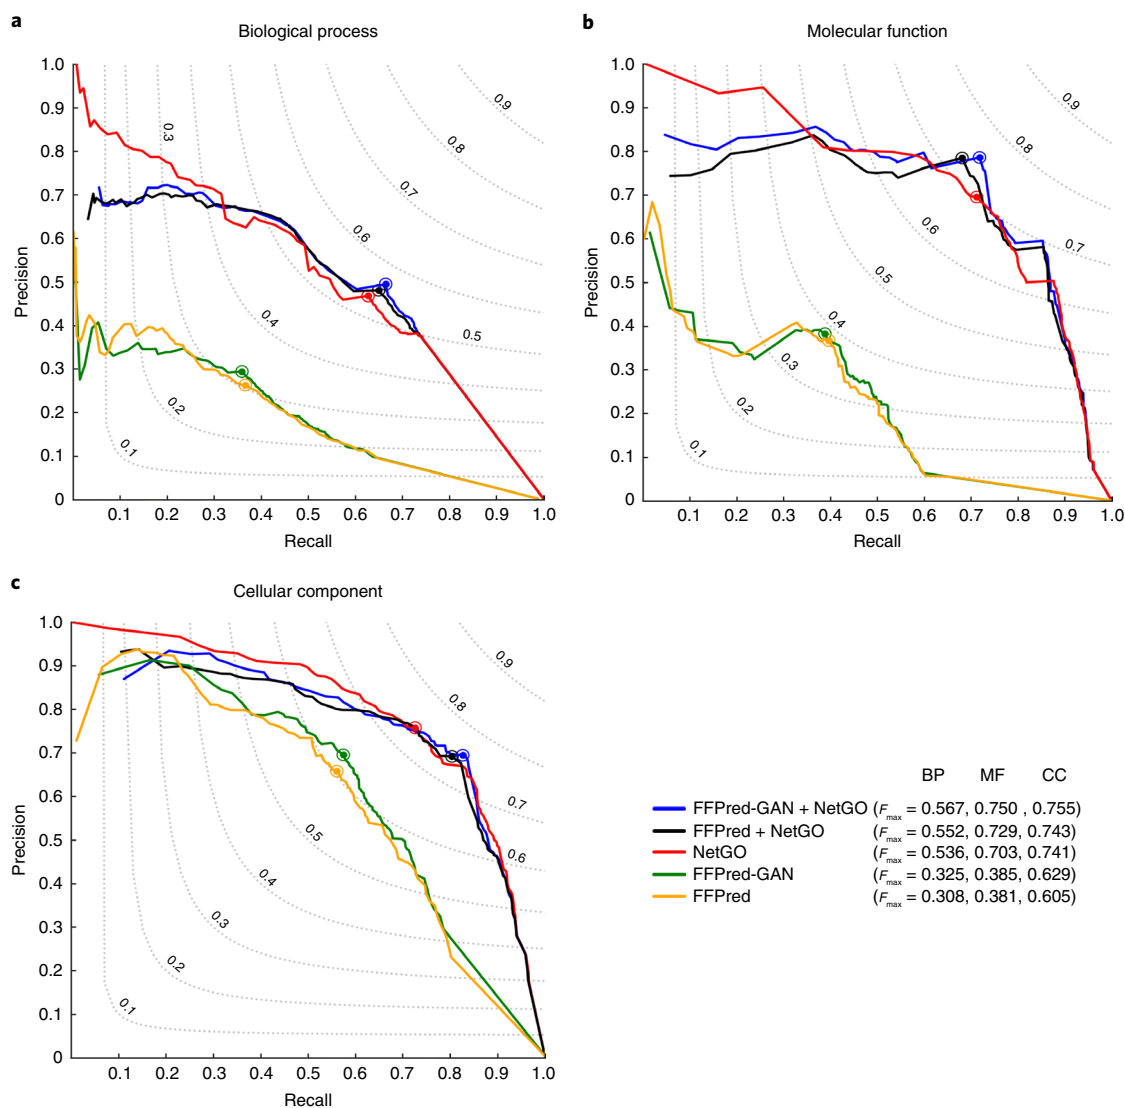 a
Biological process
1.0
0.9
0.8
0.7
0.6
0.5
0.4
0.3
0.2
0.1
0
Precision
0.1 0.2 0.3 0.4 0.5 0.6 0.7 0.8 0.9 1.0
Recall
0.1
0.2
0.3
0.4
0.5
0.6
0.7
0.8
0.9
b
Molecular function
1.0
0.9
0.8
0.7
0.6
0.5
0.4
0.3
0.2
0.1
0
Precision
0.1 0.2 0.3 0.4 0.5 0.6 0.7 0.8 0.9 1.0
Recall
0.1
0.2
0.3
0.4
0.5
0.6
0.7
0.8
0.9
c
Cellular component
1.0
0.9
0.8
0.7
0.6
0.5
0.4
0.3
0.2
0.1
0
Precision
0.1 0.2 0.3 0.4 0.5 0.6 0.7 0.8 0.9 1.0
Recall
0.1
0.2
0.3
0.4
0.5
0.6
0.7
0.8
0.9
BP MF CC
FFPred-GAN + NetGO (Fmax = 0.567, 0.750 , 0.755)
FFPred + NetGO (Fmax = 0.552, 0.729, 0.743)
NetGO (Fmax = 0.536, 0.703, 0.741)
FFPred-GAN (Fmax = 0.325, 0.385, 0.629)
FFPred (Fmax = 0.308, 0.381, 0.605)